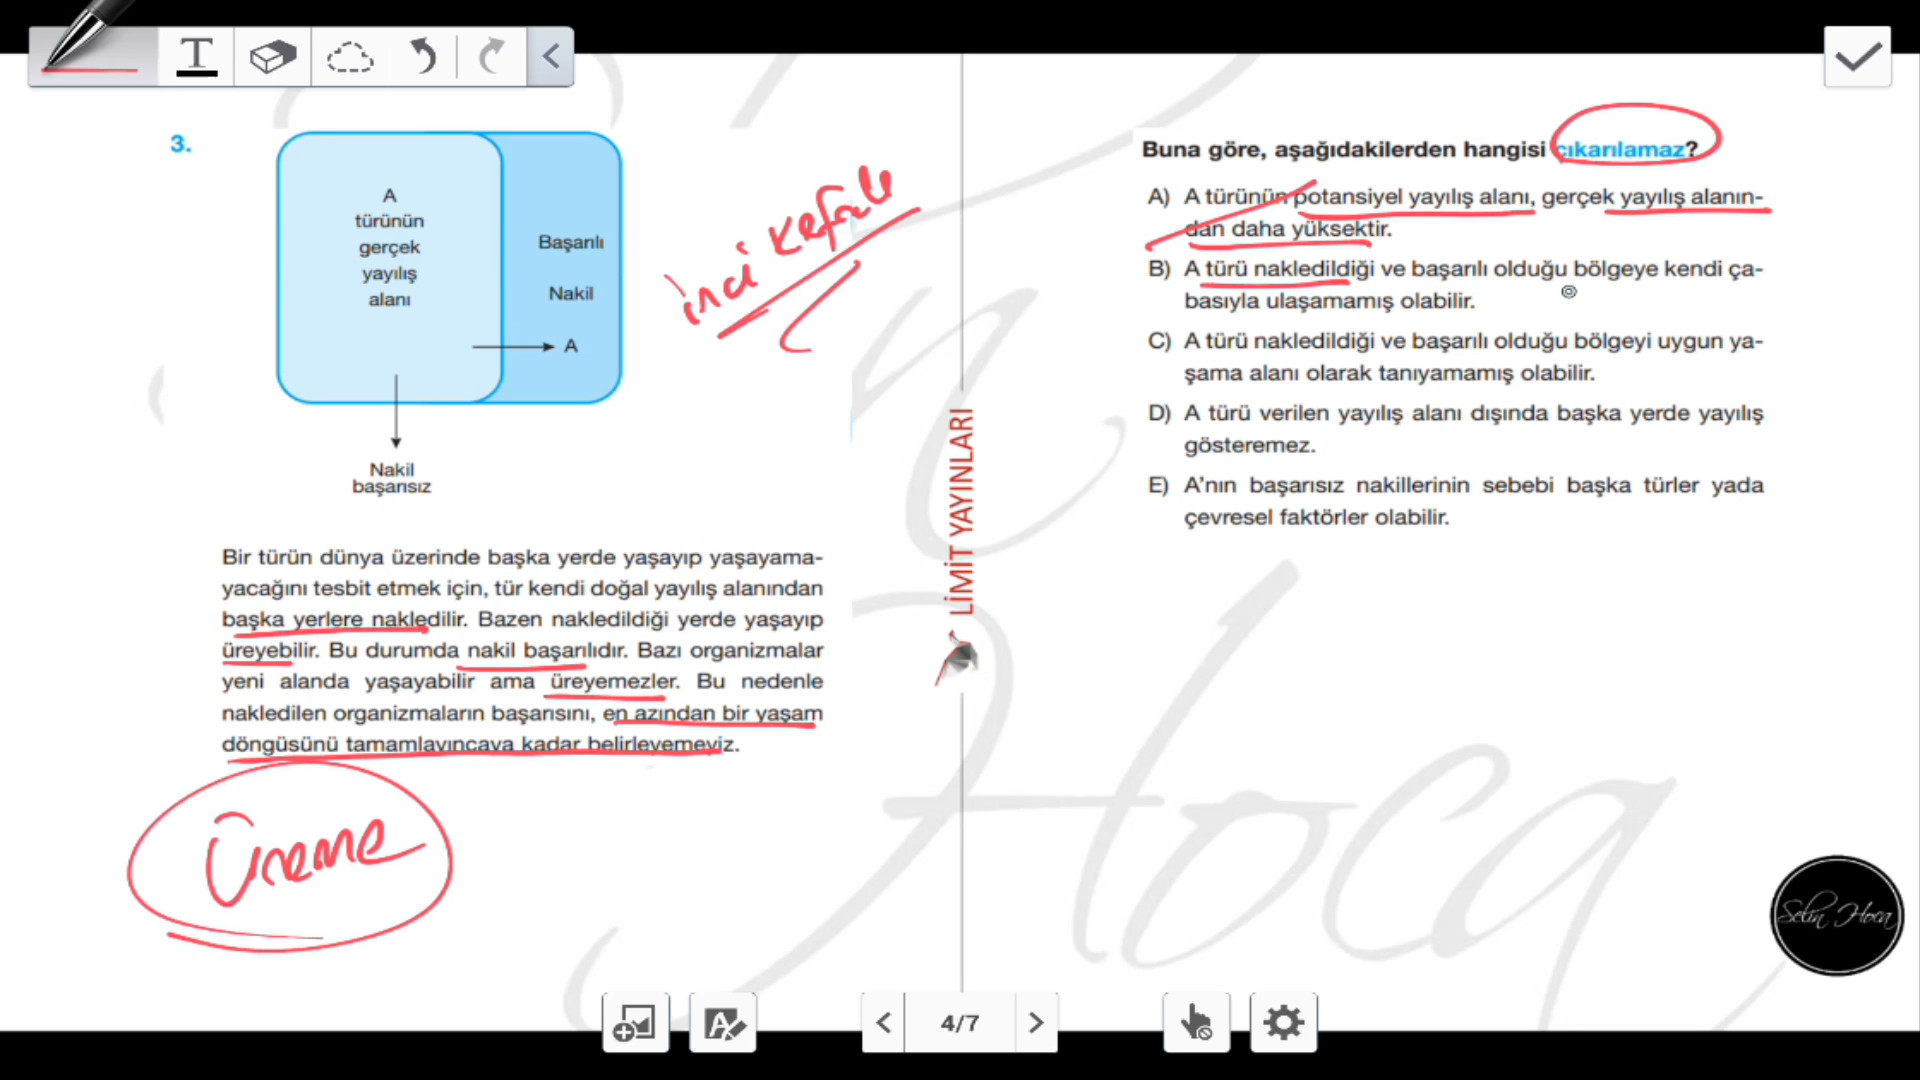 T
3.
A
türünün
gerçek
yayılış
alanı
Başarılı
Nakil
A
Nakil
başarısız
inci kefali
Bir türün dünya üzerinde başka yerde yaşayıp yaşayama-
yacağını tesbit etmek için, tür kendi doğal yayılış alanından
başka yerlere nakledilir. Bazen nakledildiği yerde yaşayıp
üreyebilir. Bu durumda nakil başarılıdır. Bazı organizmalar
yeni alanda yaşayabilir ama üreyemezler. Bu nedenle
nakledilen organizmaların başarısını, en azından bir yaşam
döngüsünü tamamlayıncaya kadar belirleyemeyiz.
Üreme
LİMİT YAYINLARI
Buna göre, aşağıdakilerden hangisi çıkarılamaz?
A) A türünün potansiyel yayılış alanı, gerçek yayılış alanın-
dan daha yüksektir.
B) A türü nakledildiği ve başarılı olduğu bölgeye kendi ça-
basıyla ulaşamamış olabilir.
C) A türü nakledildiği ve başarılı olduğu bölgeyi uygun ya-
şama alanı olarak tanıyamamış olabilir.
D) A türü verilen yayılış alanı dışında başka yerde yayılış
gösteremez.
E) A'nın başarısız nakillerinin sebebi başka türler yada
çevresel faktörler olabilir.
Hoca
Selin Hoca
4/7